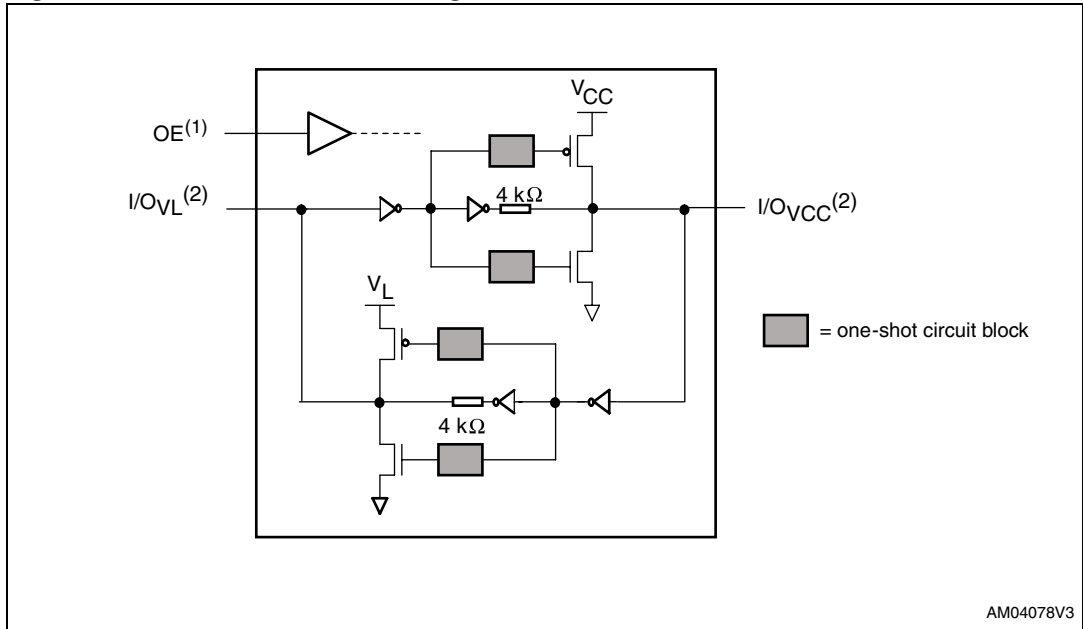 VCC
OE(1)
4 kΩ
I/OVL(2)
I/OVCC(2)
VL
= one-shot circuit block
4 kΩ
AM04078V3